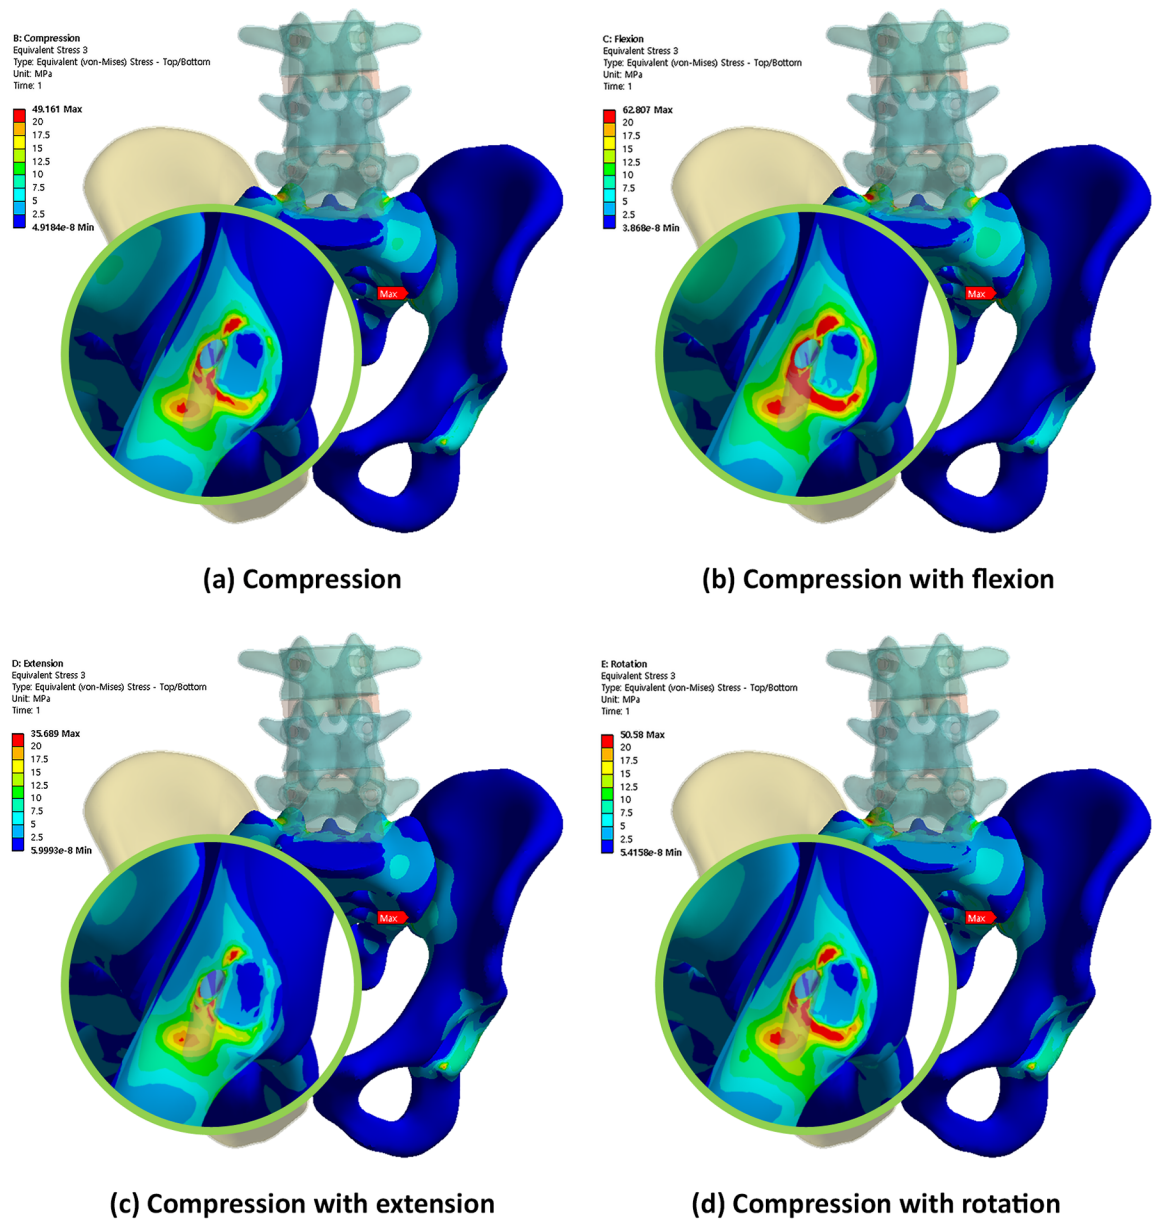 B: Compression
Equivalent Stress 3
Type: Equivalent (von-Mises) Stress - Top/Bottom
Unit: MPa
Time: 1
49.161 Max
20
17.5
15
12.5
10
7.5
5
2.5
4.9184e-8 Min
Max
(a) Compression
C: Flexion
Equivalent Stress 3
Type: Equivalent (von-Mises) Stress - Top/Bottom
Unit: MPa
Time: 1
62.807 Max
20
17.5
15
12.5
10
7.5
5
2.5
3.868e-8 Min
Max
(b) Compression with flexion
D: Extension
Equivalent Stress 3
Type: Equivalent (von-Mises) Stress - Top/Bottom
Unit: MPa
Time: 1
35.689 Max
20
17.5
15
12.5
10
7.5
5
2.5
5.9993e-8 Min
Max
(c) Compression with extension
E: Rotation
Equivalent Stress 3
Type: Equivalent (von-Mises) Stress - Top/Bottom
Unit: MPa
Time: 1
50.58 Max
20
17.5
15
12.5
10
7.5
5
2.5
5.4158e-8 Min
Max
(d) Compression with rotation